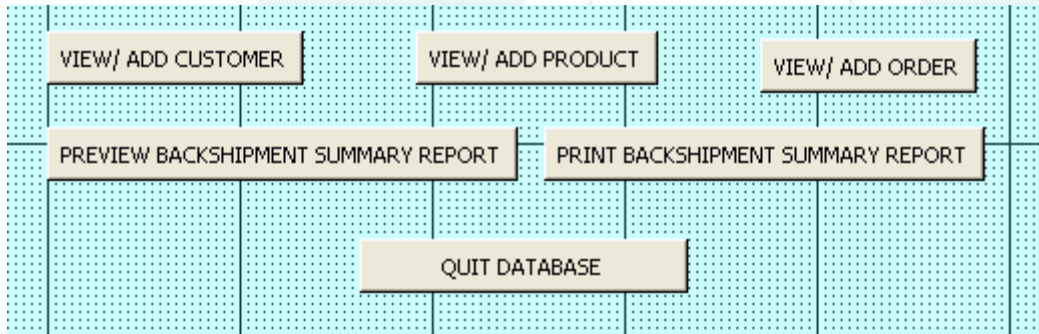 VIEW/ ADD CUSTOMER
VIEW/ ADD PRODUCT
VIEW/ ADD ORDER
PREVIEW BACKSHIPMENT SUMMARY REPORT
PRINT BACKSHIPMENT SUMMARY REPORT
QUIT DATABASE